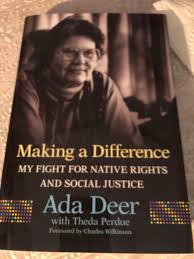 Making a Difference
MY FIGHT FOR NATIVE RIGHTS
AND SOCIAL JUSTICE
Ada Deer
with Theda Perdue
Foreword by Charles Wilkinson